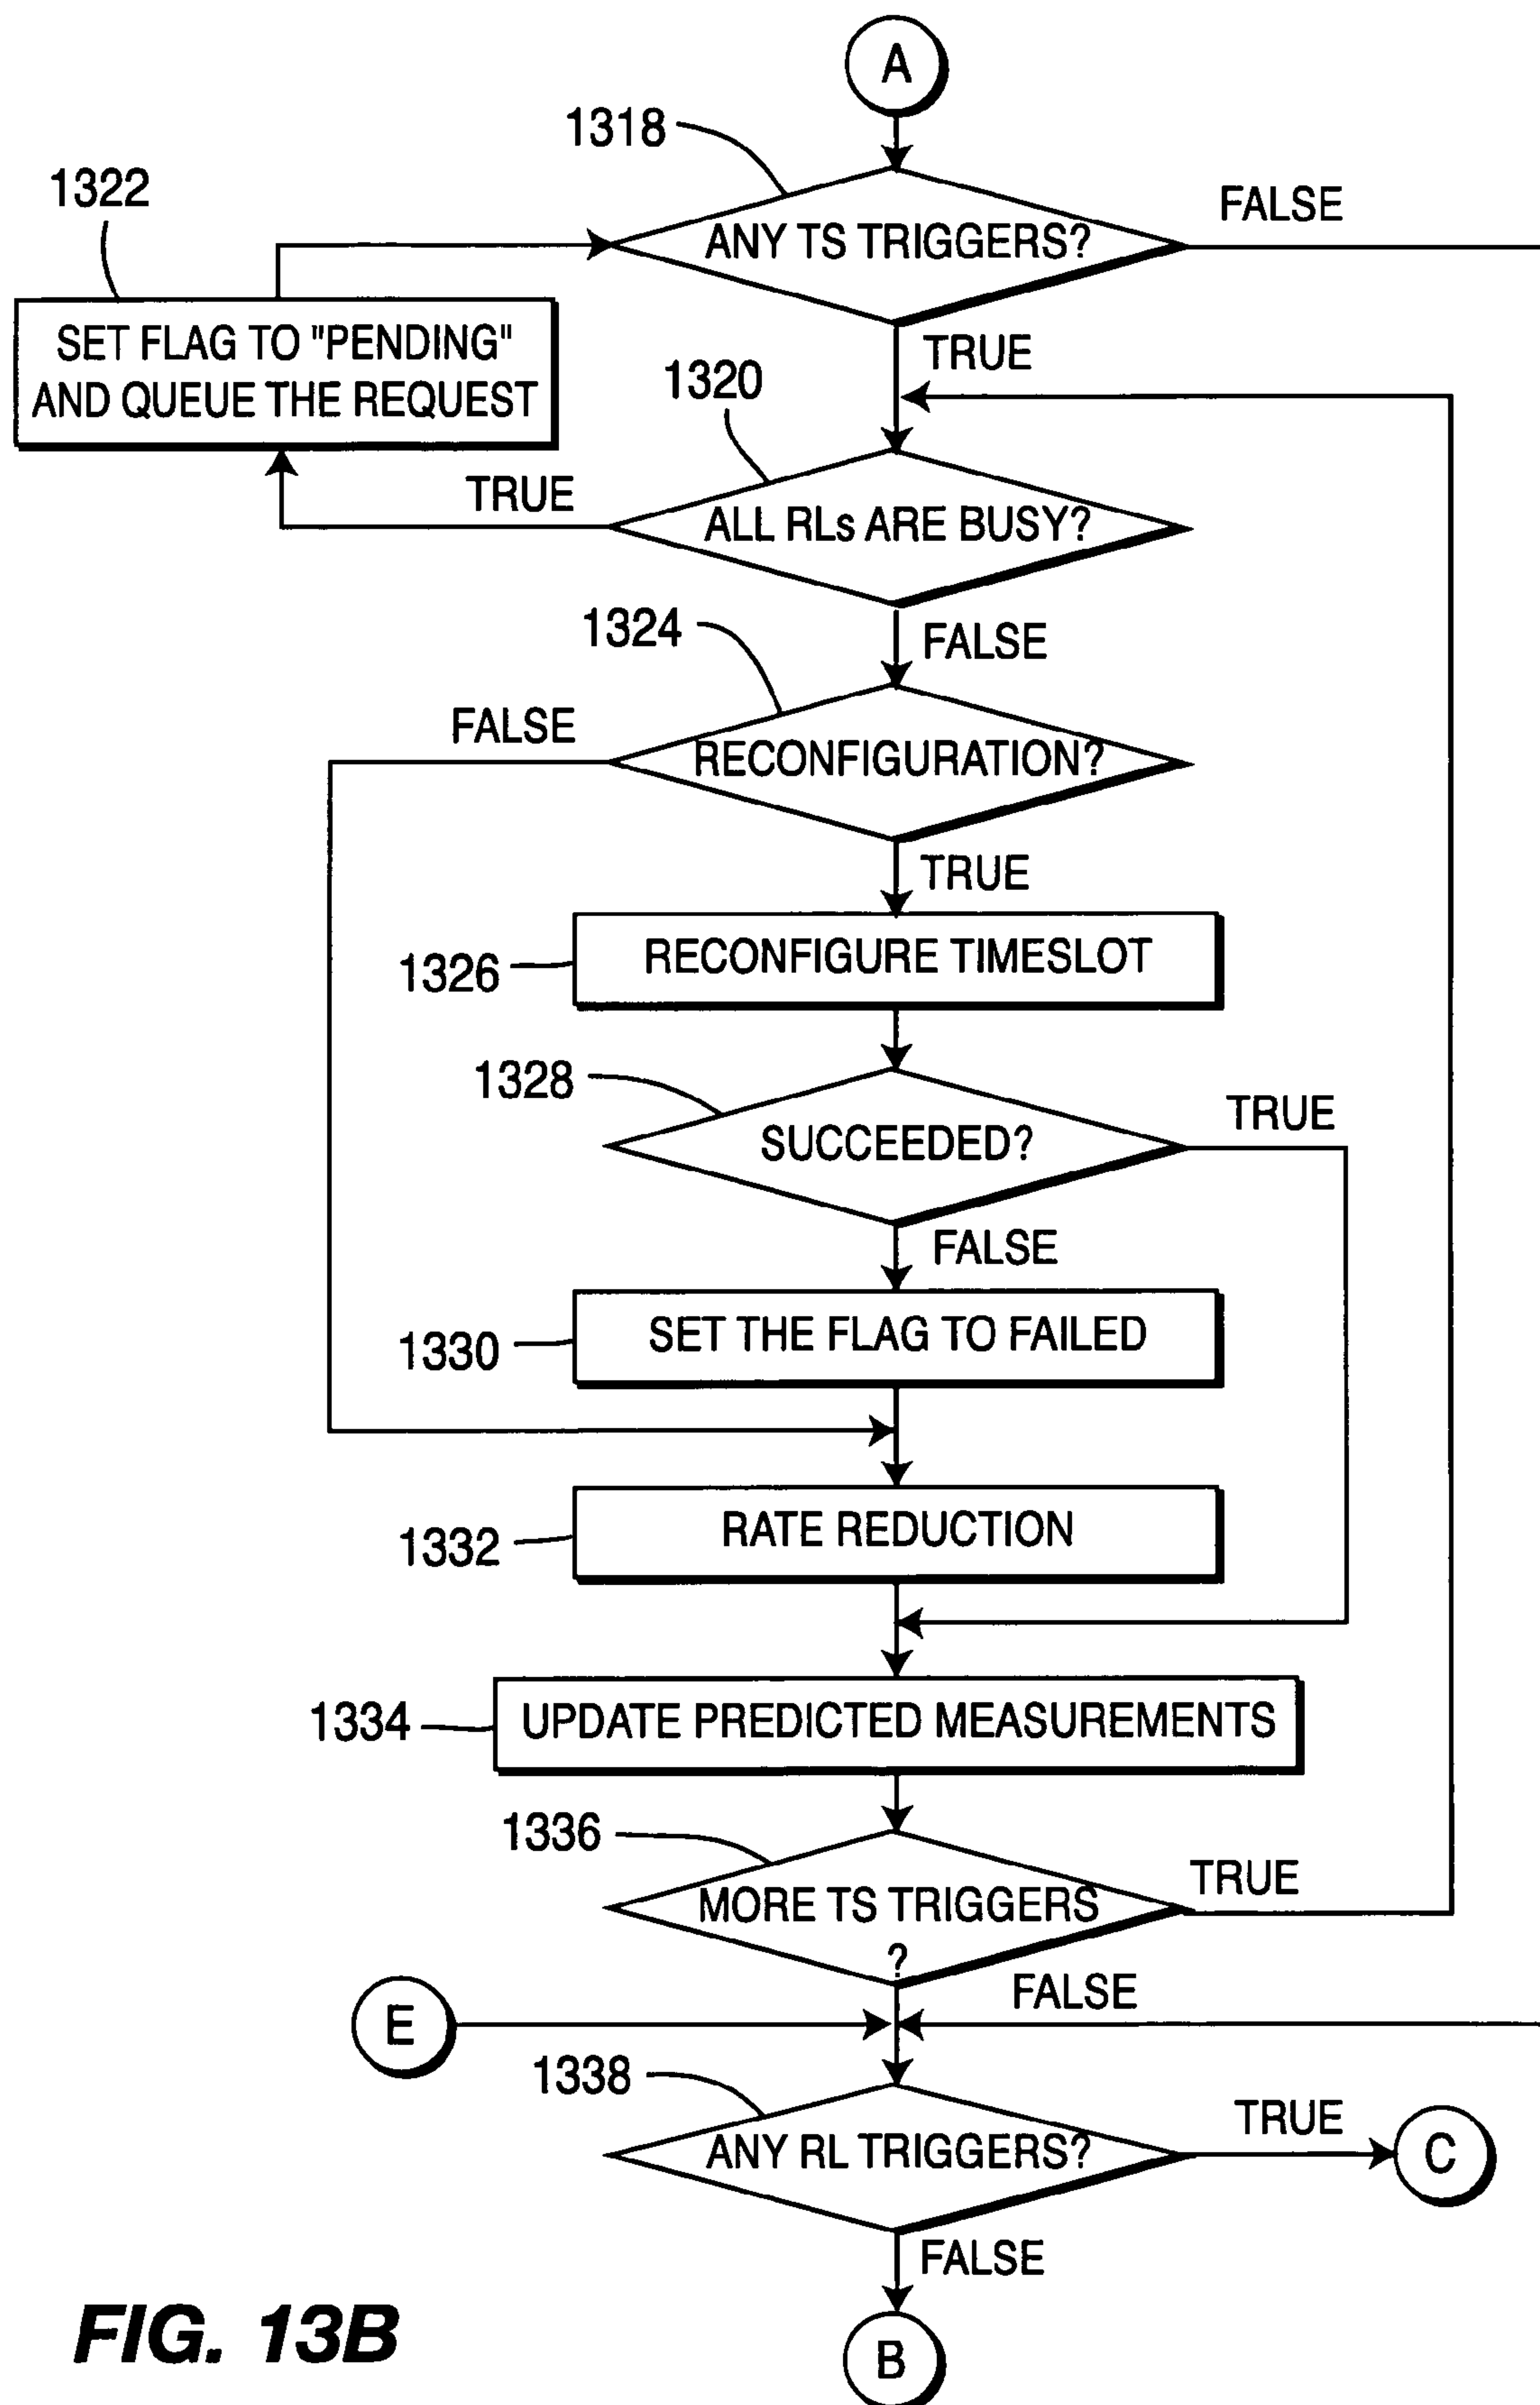 A
1318
FALSE
1322
ANY TS TRIGGERS?
SET FLAG TO "PENDING"
AND QUEUE THE REQUEST
TRUE
1320
TRUE
ALL RLs ARE BUSY?
1324
FALSE
FALSE
RECONFIGURATION?
TRUE
1326
RECONFIGURE TIMESLOT
1328
TRUE
SUCCEEDED?
FALSE
1330
SET THE FLAG TO FAILED
1332
RATE REDUCTION
1334
UPDATE PREDICTED MEASUREMENTS
1336
TRUE
MORE TS TRIGGERS
?
FALSE
E
1338
TRUE
ANY RL TRIGGERS?
C
FALSE
FIG. 13B
B